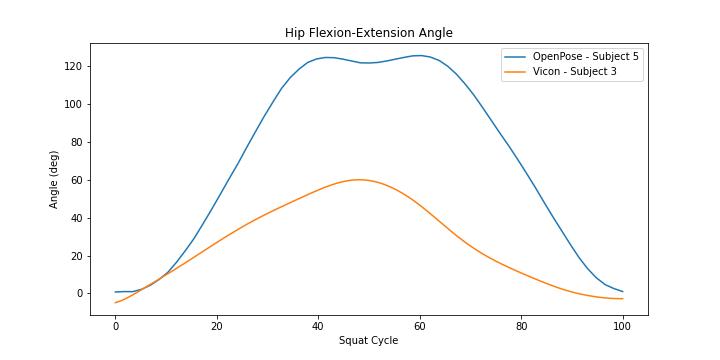 Hip Flexion-Extension Angle
OpenPose - Subject 5
Vicon - Subject 3
Angle (deg)
120
100
80
60
40
20
0
0 20 40 60 80 100
Squat Cycle